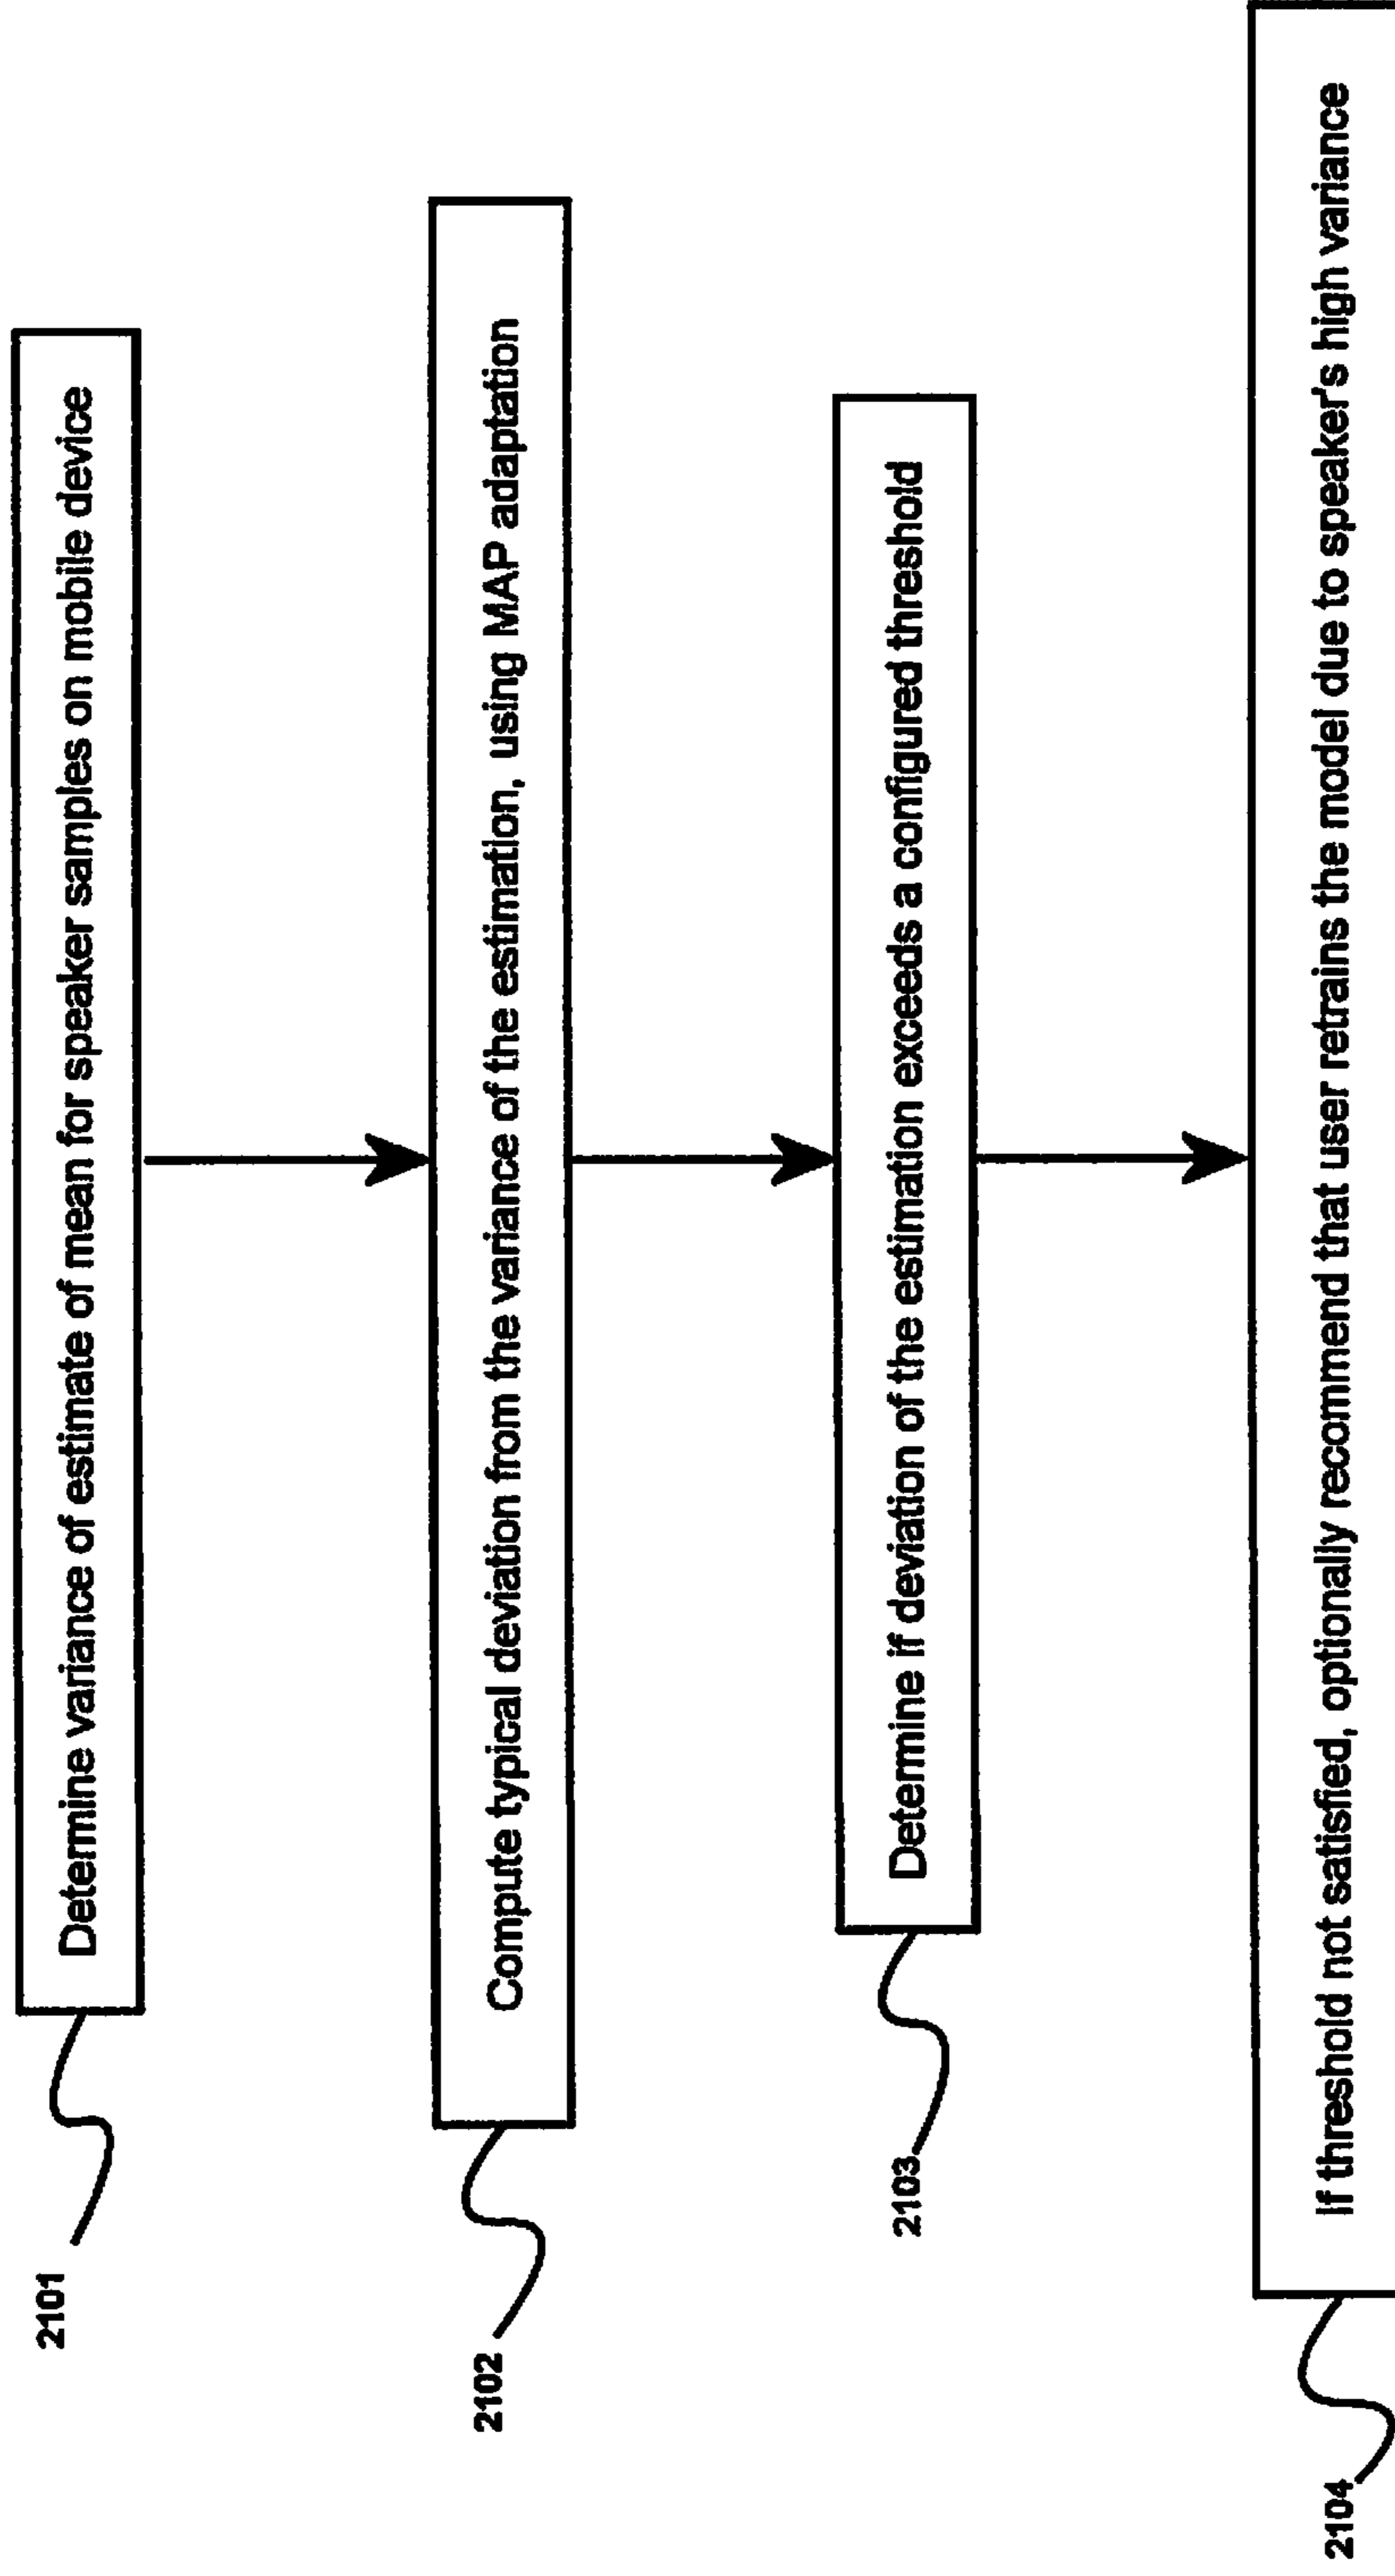 2101
Determine variance of estimate of mean for speaker samples on mobile device
2102
Compute typical deviation from the variance of the estimation, using MAP adaptation
2103
Determine if deviation of the estimation exceeds a configured threshold
2104
If threshold not satisfied, optionally recommend that user retrains the model due to speaker's high variance